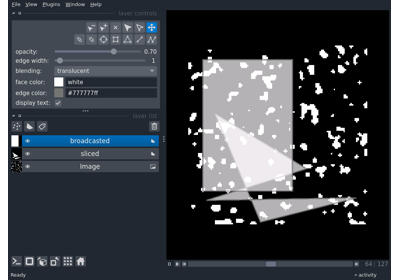 File View Plugins Window Help
layer controls
opacity: 0.70
edge width: 1
blending: translucent
face color: white
edge color: #777777ff
display text:
layer list
broadcasted
sliced
Image
64 127
Ready
activity